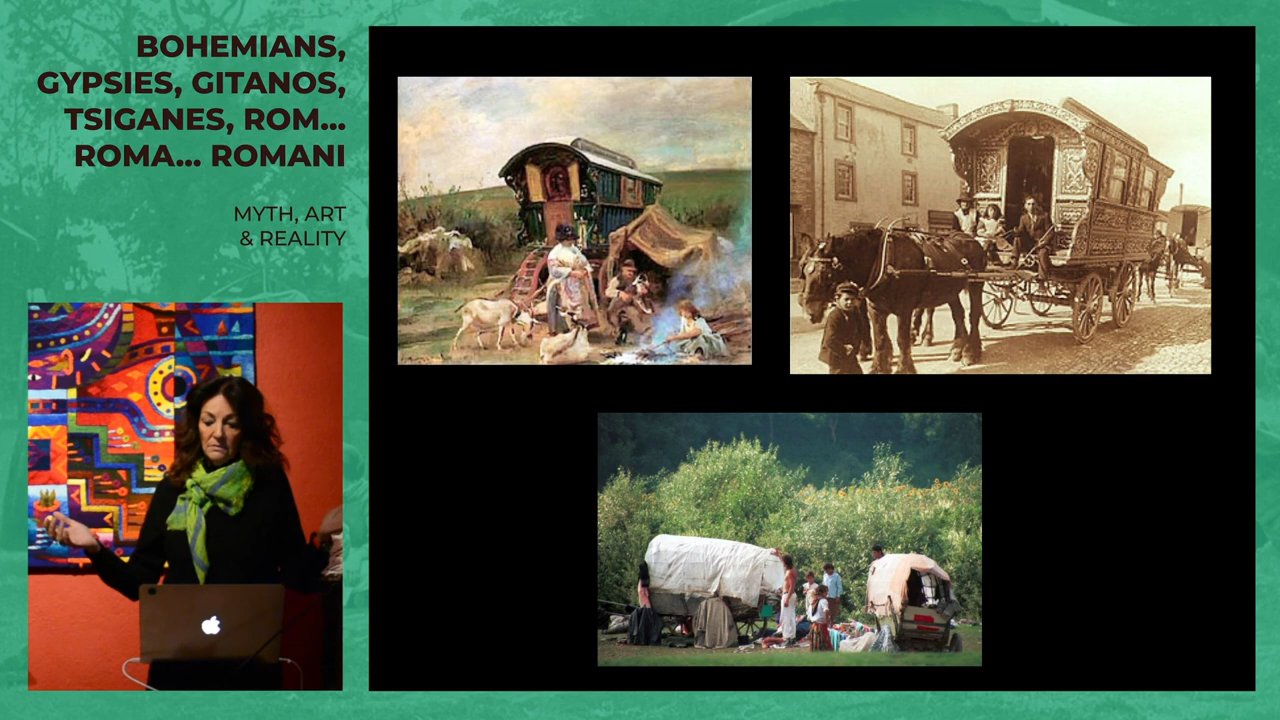 BOHEMIANS,
GYPSIES, GITANOS,
TSIGANES, ROM...
ROMA... ROMANI
MYTH, ART
& REALITY